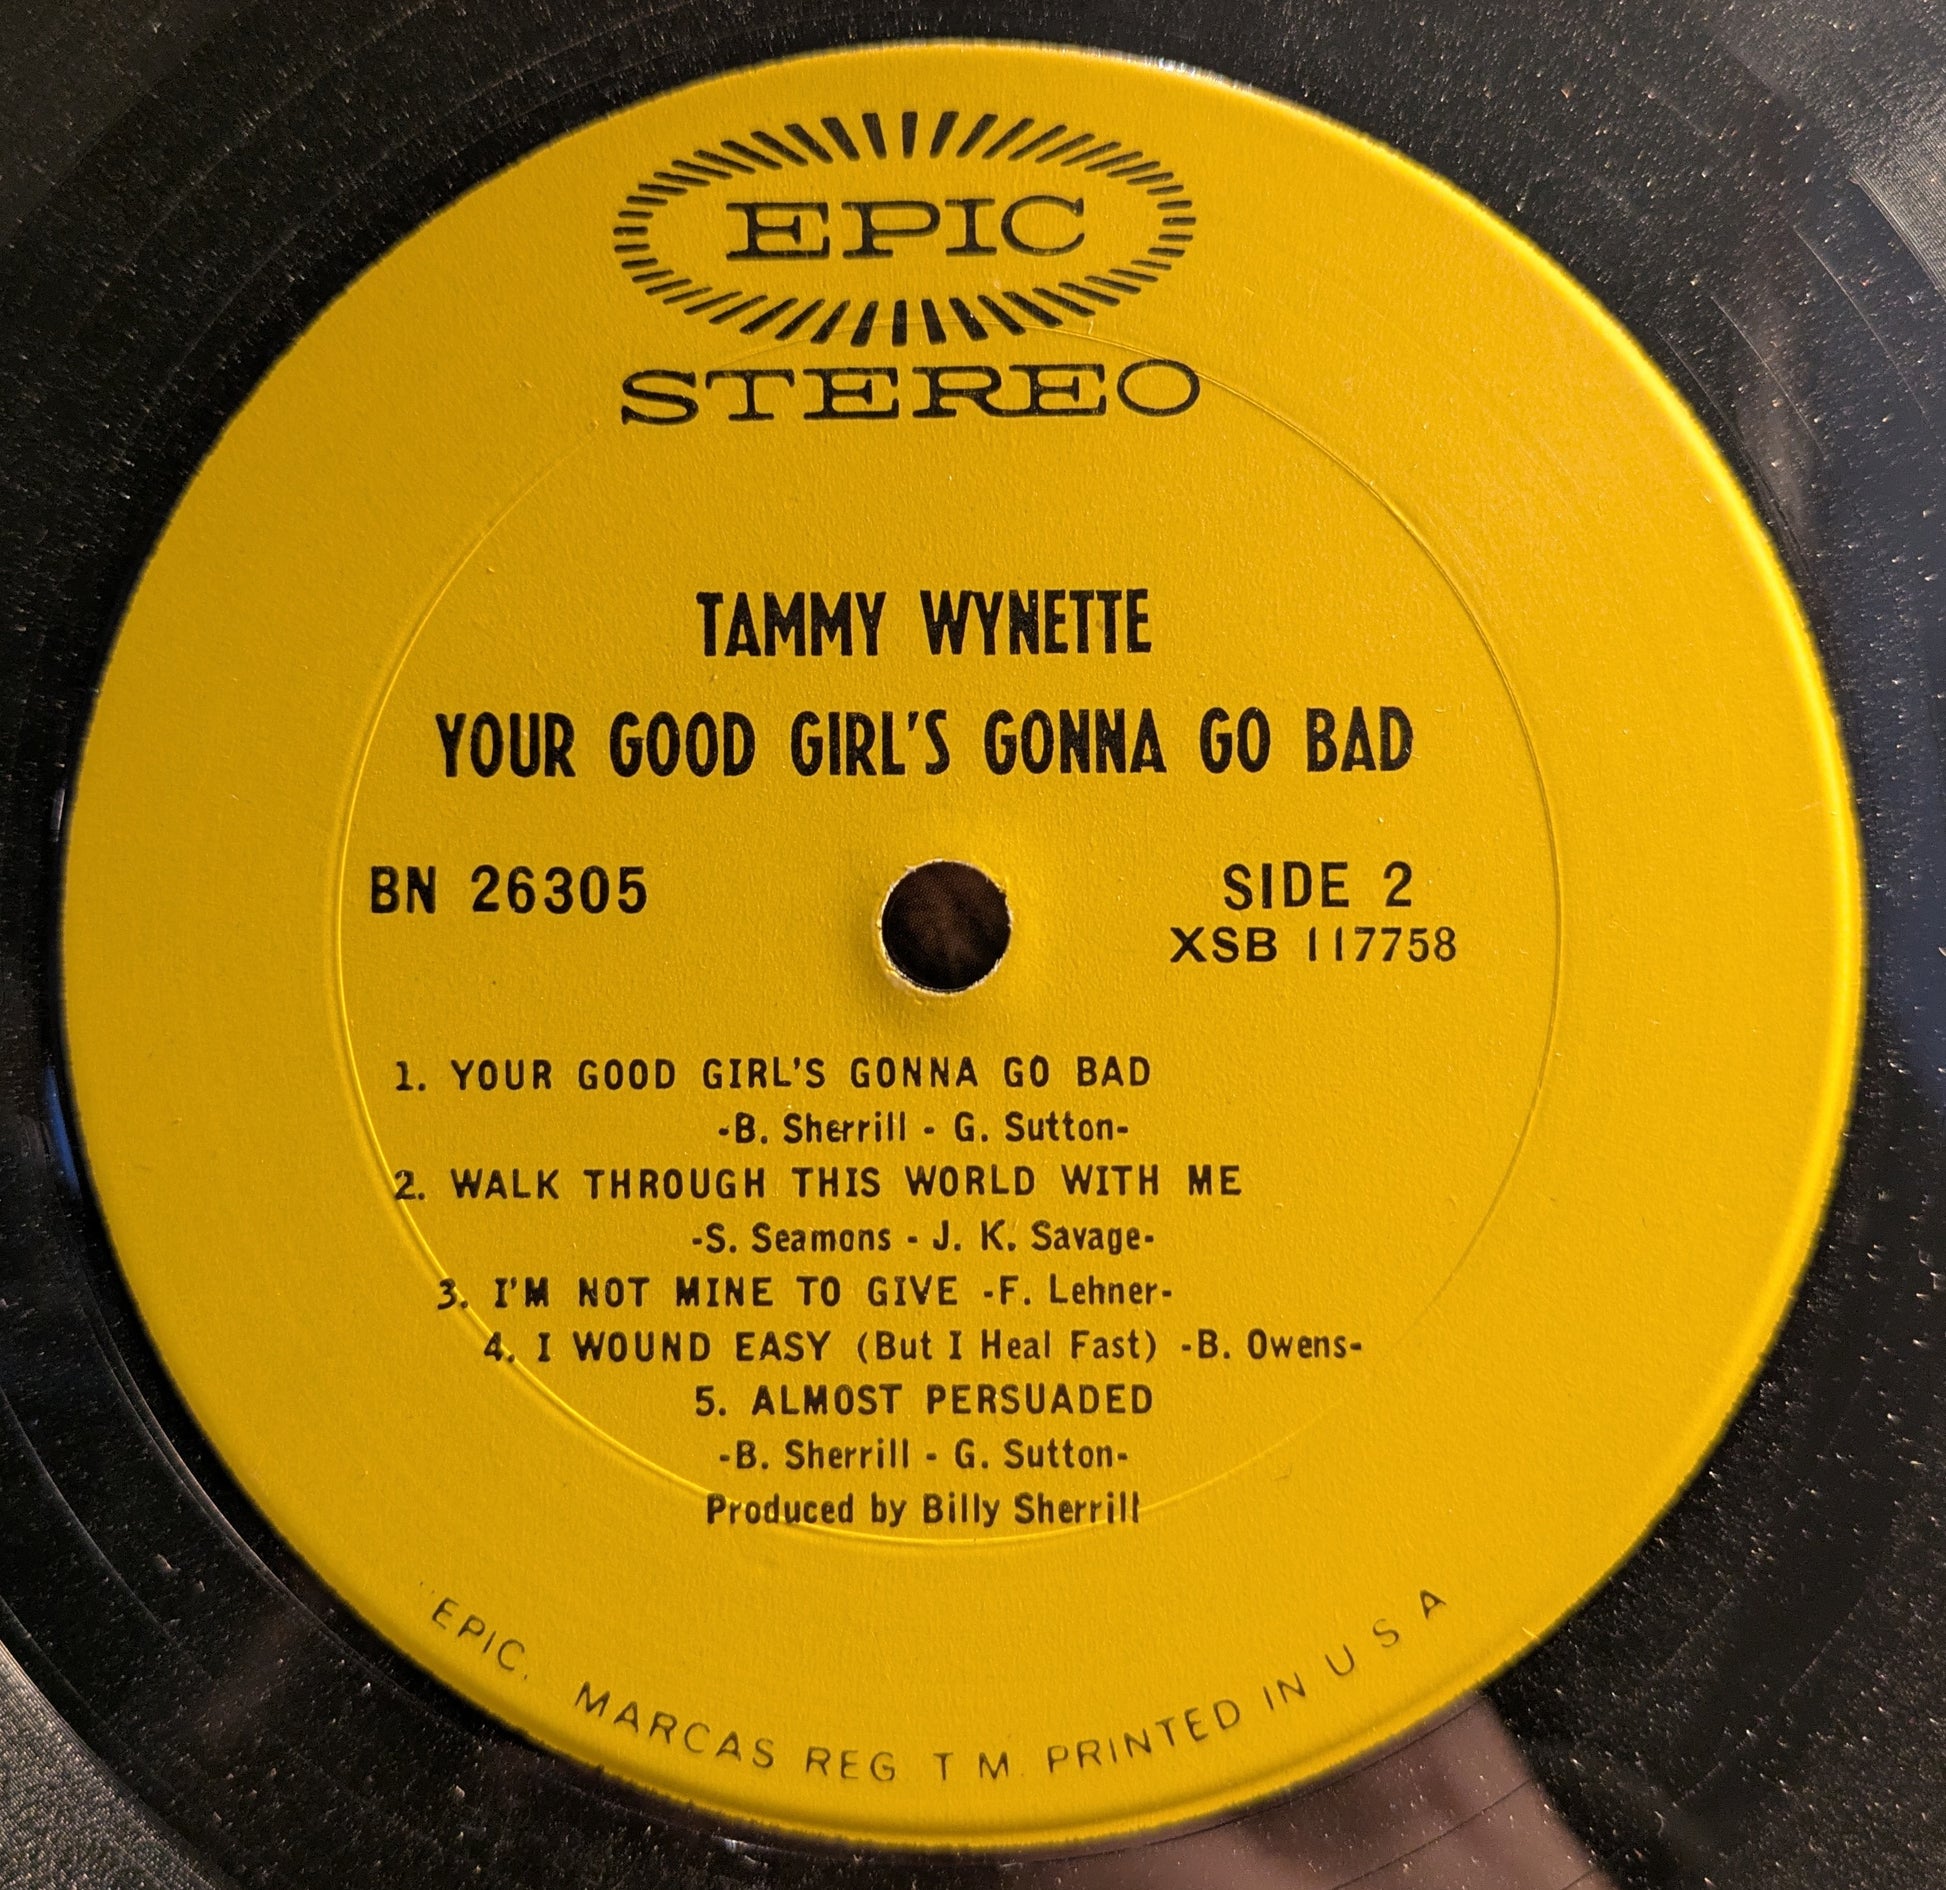 EPIC
STEREO
TAMMY WYNETTE
YOUR GOOD GIRL'S GONNA GO BAD
BN 26305
SIDE 2
XSB 117758
1. YOUR GOOD GIRL'S GONNA GO BAD
-B. Sherrill - G. Sutton-
2. WALK THROUGH THIS WORLD WITH ME
-S. Seamons - J. K. Savage-
3. I'M NOT MINE TO GIVE -F. Lehner-
4. I WOUND EASY (But I Heal Fast) -B. Owens-
5. ALMOST PERSUADED
-B. Sherrill - G. Sutton-
Produced by Billy Sherrill
"EPIC. MARCAS REG T M. PRINTED IN U S A